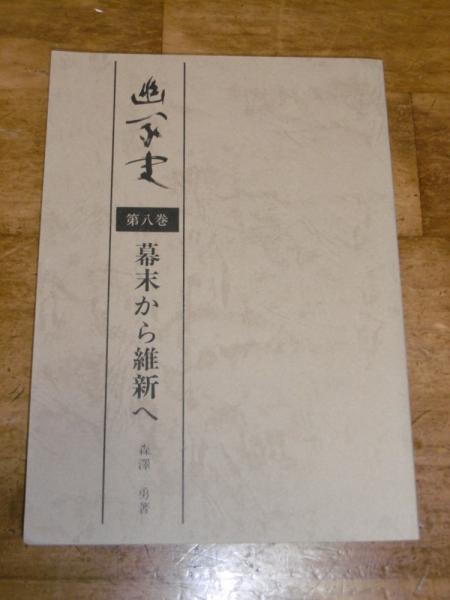 第八巻
幕末から維新へ
森澤 勇著